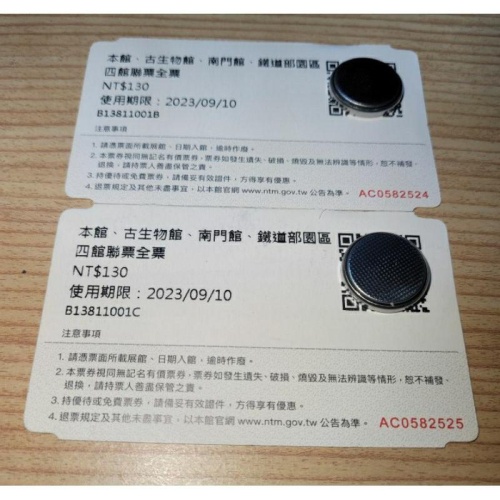 本館、古生物館、南門館、鐵道部園區
四館聯票全票
NT$130
使用期限：2023/09/10
B13811001B
注意事項
1. 請憑票面所載展館、日期入館，逾時作廢。
2. 本票券視同無記名有價票券，票券如發生遺失、破損、燒毀及無法辨識等情形，恕不補發、
退換，請持票人善盡保管之責。
3. 持優待或免費票券，請備妥有效證件，方得享有優惠。
4. 退票規定及其他未盡事宜，以本館官網 www.ntm.gov.tw 公告為準。 AC0582524
本館、古生物館、南門館、鐵道部園區
四館聯票全票
NT$130
使用期限：2023/09/10
B13811001C
注意事項
1. 請憑票面所載展館、日期入館，逾時作廢。
2. 本票券視同無記名有價票券，票券如發生遺失、破損、燒毀及無法辨識等情形，恕不補發、
退換，請持票人善盡保管之責。
3. 持優待或免費票券，請備妥有效證件，方得享有優惠。
4. 退票規定及其他未盡事宜，以本館官網 www.ntm.gov.tw 公告為準。 AC0582525